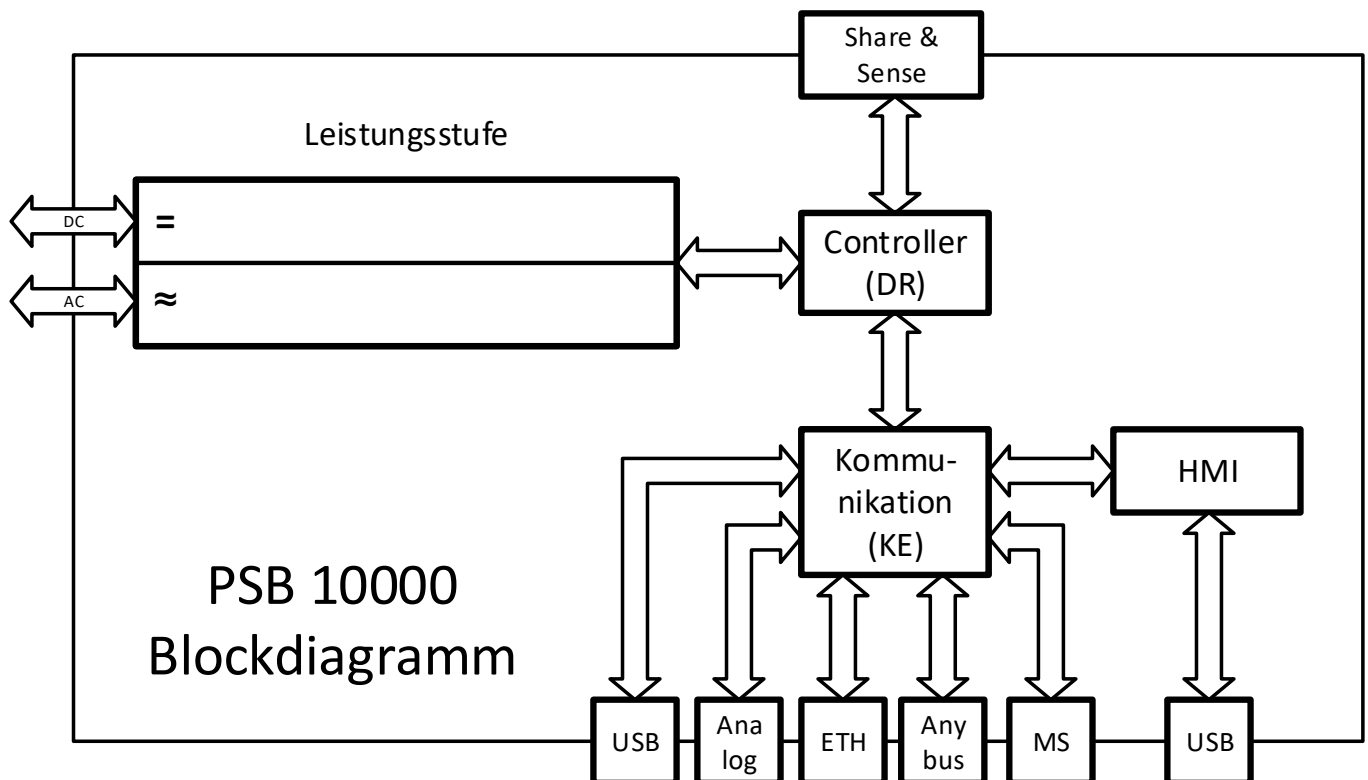 Share &
Sense
Leistungsstufe
DC
=
Controller
(DR)
AC
≈
Kommu-
nikation
(KE)
HMI
PSB 10000
Blockdiagramm
USB
Ana
log
ETH
Any
bus
MS
USB